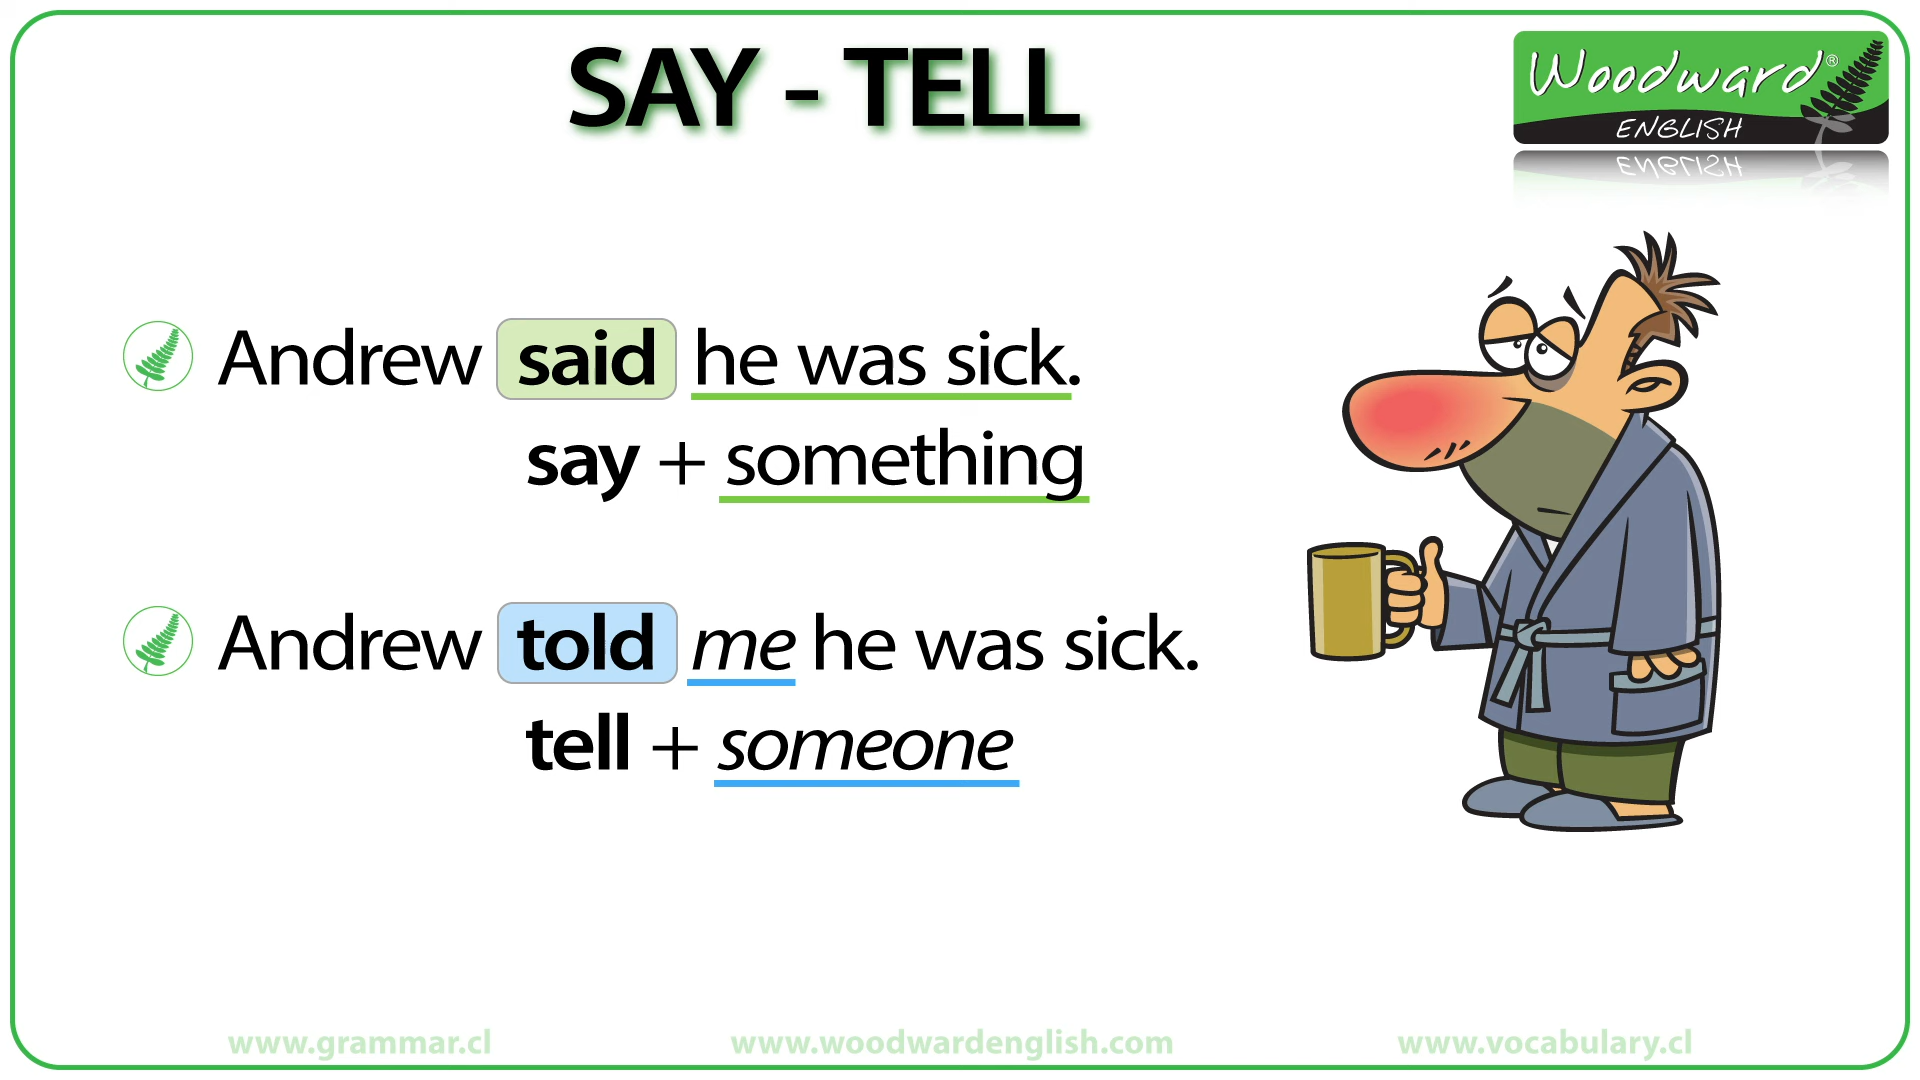 SAY - TELL
Woodward®
ENGLISH
Andrew said he was sick.
say + something
Andrew told me he was sick.
tell + someone
www.grammar.cl
www.woodwardenglish.com
www.vocabulary.cl